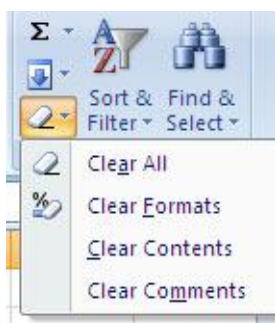 Σ
A
Z
Sort & Find &
Filter Select
Clear All
% Clear Formats
Clear Contents
Clear Comments